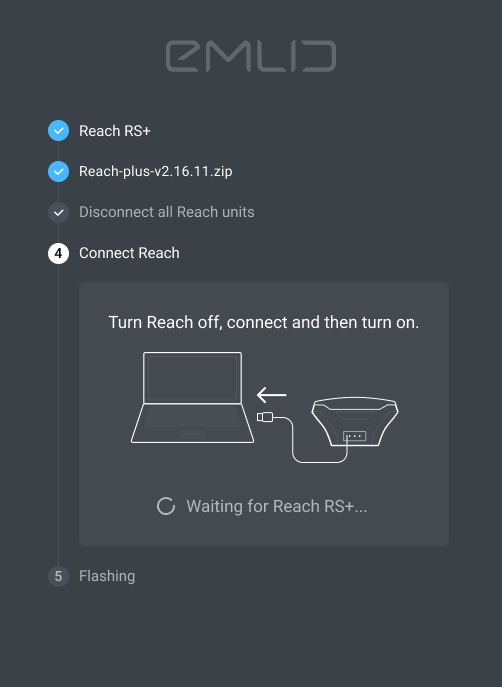 EMLID
Reach RS+
Reach-plus-v2.16.11.zip
Disconnect all Reach units
4 Connect Reach
Turn Reach off, connect and then turn on.
Waiting for Reach RS+...
5 Flashing